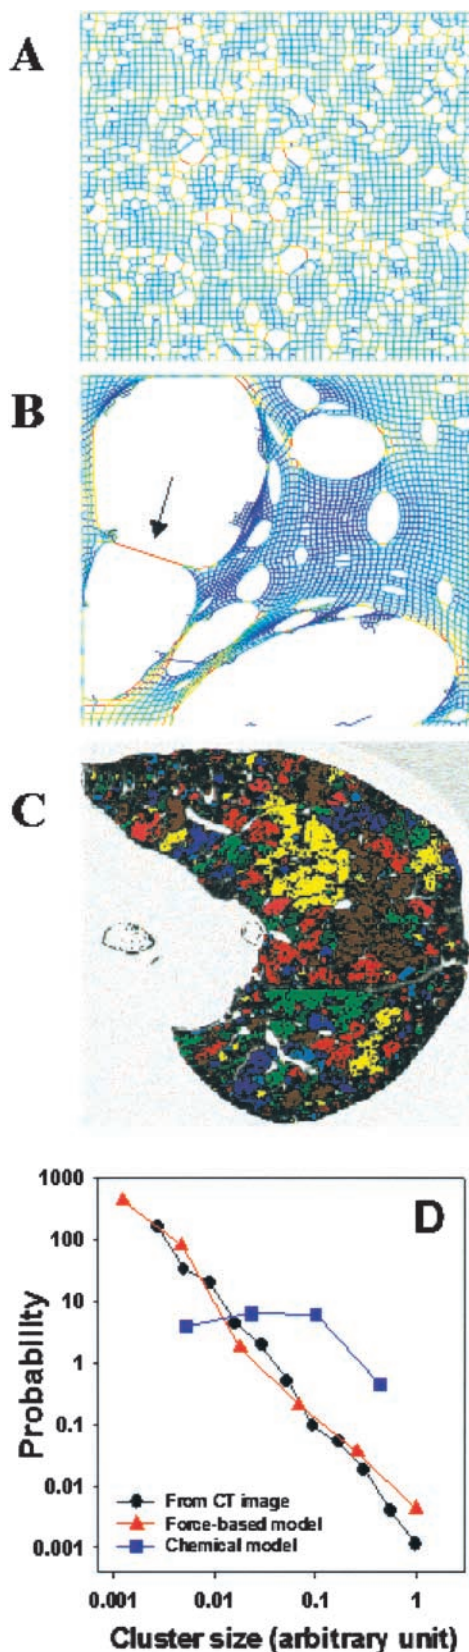 A
B
C
D
1000
100
10
1
0.1
0.01
0.001
Probability
From CT image
Force-based model
Chemical model
0.001 0.01 0.1 1
Cluster size (arbitrary unit)